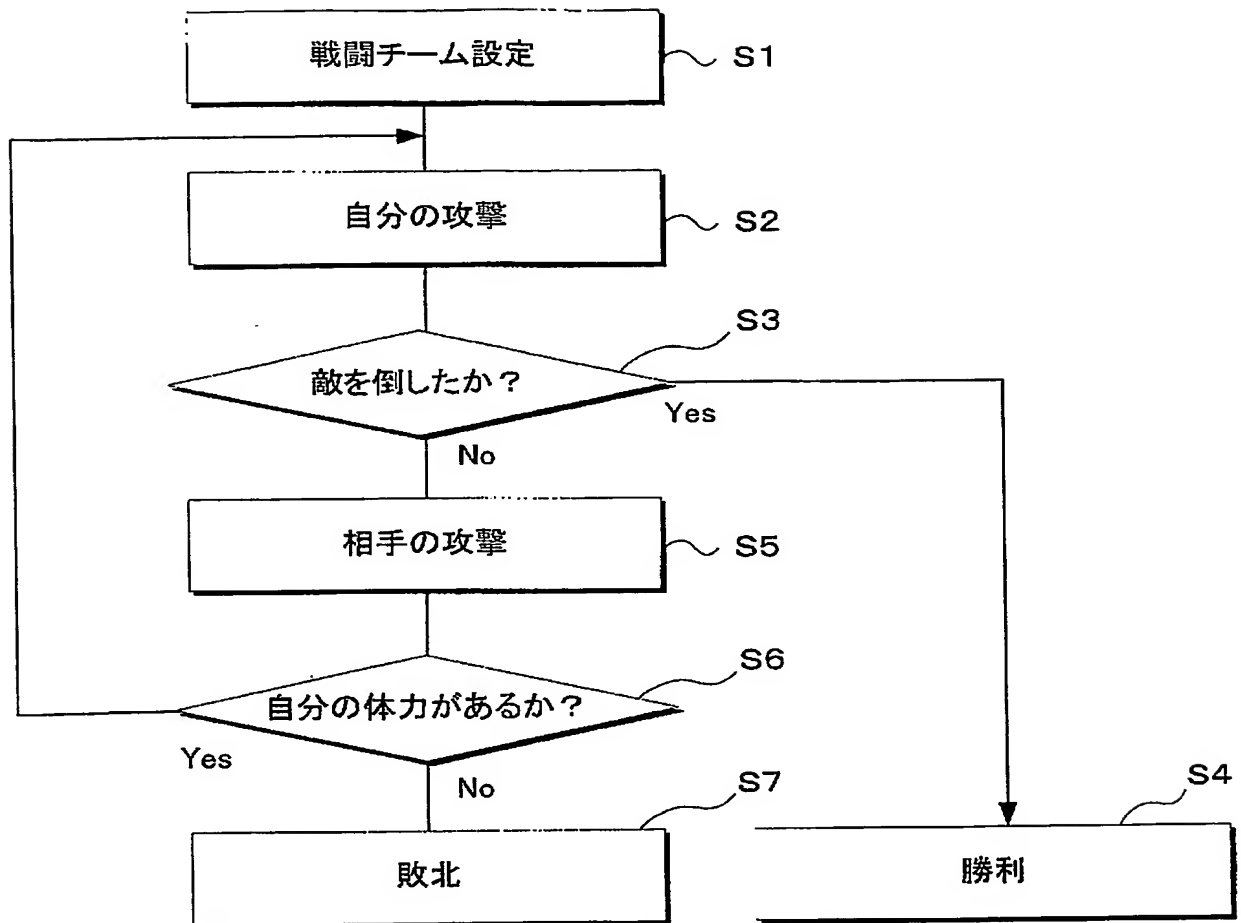 戦闘チーム設定 S1
自分の攻撃 S2
S3
敵を倒したか?
Yes
No
相手の攻撃 S5
S6
自分の体力があるか?
Yes
No
S7
S4
敗北
勝利